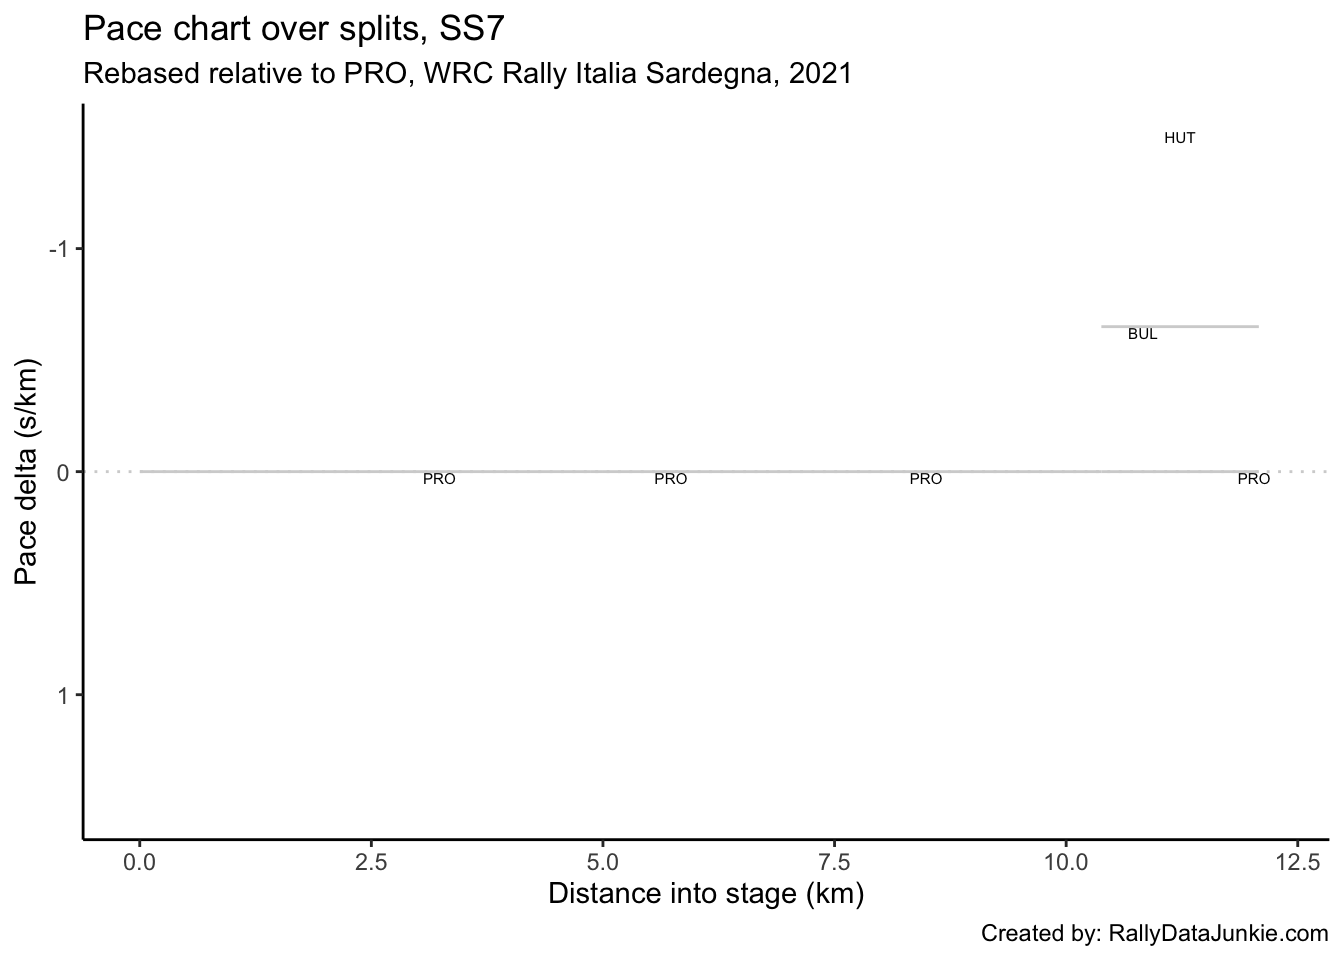 Pace chart over splits, SS7
Rebased relative to PRO, WRC Rally Italia Sardegna, 2021
HUT
-1
BUL
0
PRO PRO PRO PRO
1
Pace delta (s/km)
0.0 2.5 5.0 7.5 10.0 12.5
Distance into stage (km)
Created by: RallyDataJunkie.com